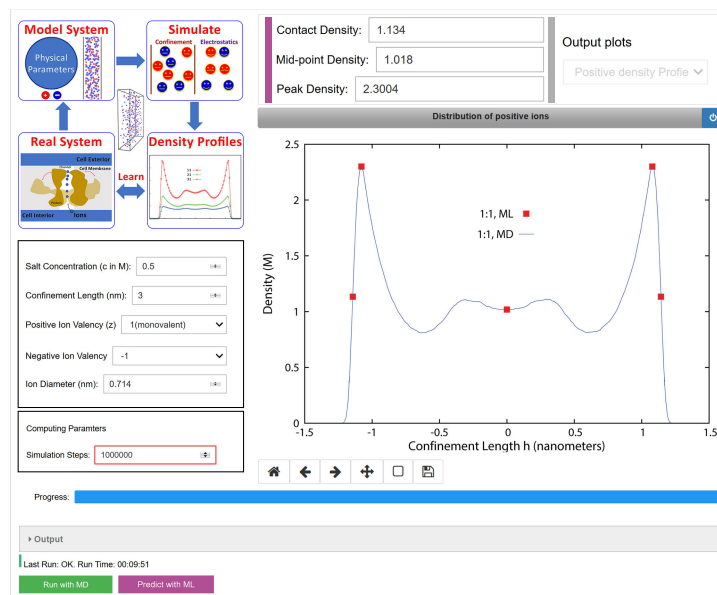 Model System
Physical
Parameters
Simulate
Confinement
Electrostatics
Real System
Cell Exterior
Cell Membrane
Cell Interior
Ions
Learn
Density Profiles
11
21
31
Contact Density: 1.134
Mid-point Density: 1.018
Peak Density: 2.3004
Output plots
Positive density Profile
Distribution of positive ions
Density (M)
2.5
2
1.5
1
0.5
0
1:1, ML
1:1, MD
-1.5 -1 -0.5 0 0.5 1 1.5
Confinement Length h (nanometers)
Salt Concentration (c in M): 0.5
Confinement Length (nm): 3
Positive Ion Valency (z) 1(monovalent)
Negative Ion Valency -1
Ion Diameter (nm): 0.714
Computing Paramters
Simulation Steps: 1000000
Progress:
Output
Last Run: OK. Run Time: 00:09:51
Run with MD
Predict with ML